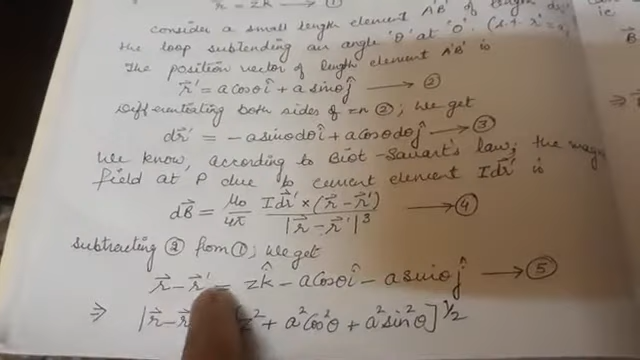 r⃗ = zk̂ ⟶ ①
consider a small length element A'B' of length
the loop subtending an angle 'θ' at 'O'. (s.t. r' = a
The position vector of length element A'B' is
r⃗' = a cosθ î + a sinθ ĵ ⟶ ②
Differentiating both sides of eqn ②; we get
dr⃗' = -a sinθ dθ î + a cosθ dθ ĵ ⟶ ③
We know, according to Biot-Savart's law, the
field at P due to current element I dr⃗' is
dB⃗ = μ₀/4π I dr⃗' × (r⃗ - r⃗') / |r⃗ - r⃗'|³ ⟶ ④
subtracting ② from ①; we get
r⃗ - r⃗' = zk̂ - a cosθ î - a sinθ ĵ ⟶ ⑤
⇒ |r⃗ - r⃗ z² + a² cos²θ + a² sin²θ]^1/2
ic
B⃗
⇒